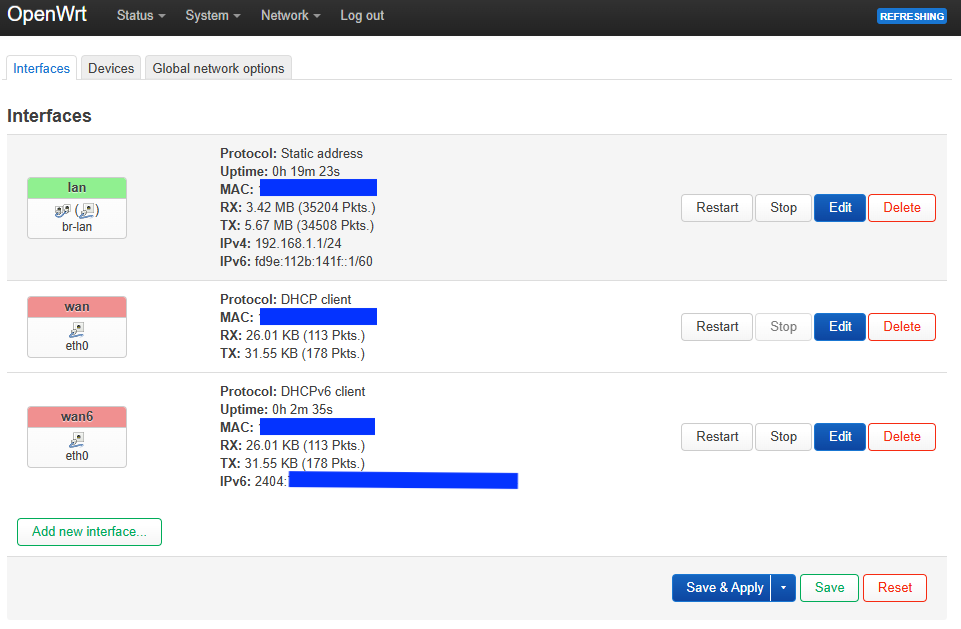 OpenWrt Status System Network Log out REFRESHING
Interfaces Devices Global network options
Interfaces
lan
br-lan
Protocol: Static address
Uptime: 0h 19m 23s
MAC:
RX: 3.42 MB (35204 Pkts.)
TX: 5.67 MB (34508 Pkts.)
IPv4: 192.168.1.1/24
IPv6: fd9e:112b:141f::1/60
Restart Stop Edit Delete
wan
eth0
Protocol: DHCP client
MAC:
RX: 26.01 KB (113 Pkts.)
TX: 31.55 KB (178 Pkts.)
Restart Stop Edit Delete
wan6
eth0
Protocol: DHCPv6 client
Uptime: 0h 2m 35s
MAC:
RX: 26.01 KB (113 Pkts.)
TX: 31.55 KB (178 Pkts.)
IPv6: 2404:
Restart Stop Edit Delete
Add new interface...
Save & Apply Save Reset